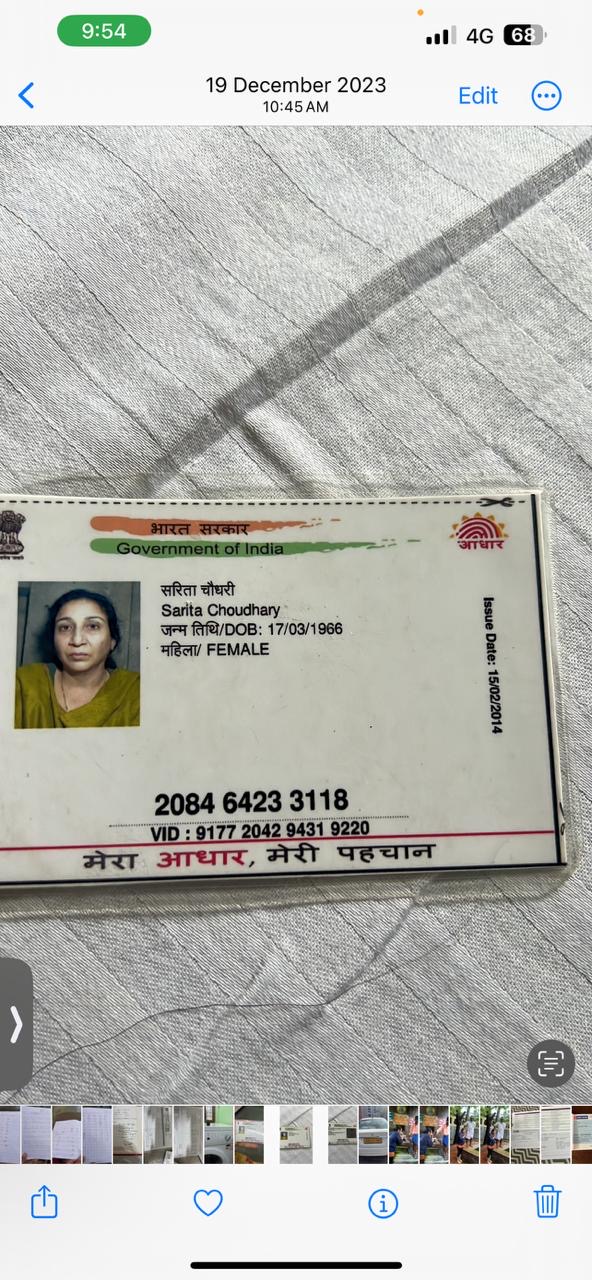 9:54
4G 68
19 December 2023
10:45 AM
Edit
भारत सरकार
Government of India
आधार
सरिता चौधरी
Sarita Choudhary
जन्म तिथि/DOB: 17/03/1966
महिला/ FEMALE
Issue Date: 15/02/2014
2084 6423 3118
VID : 9177 2042 9431 9220
मेरा आधार, मेरी पहचान